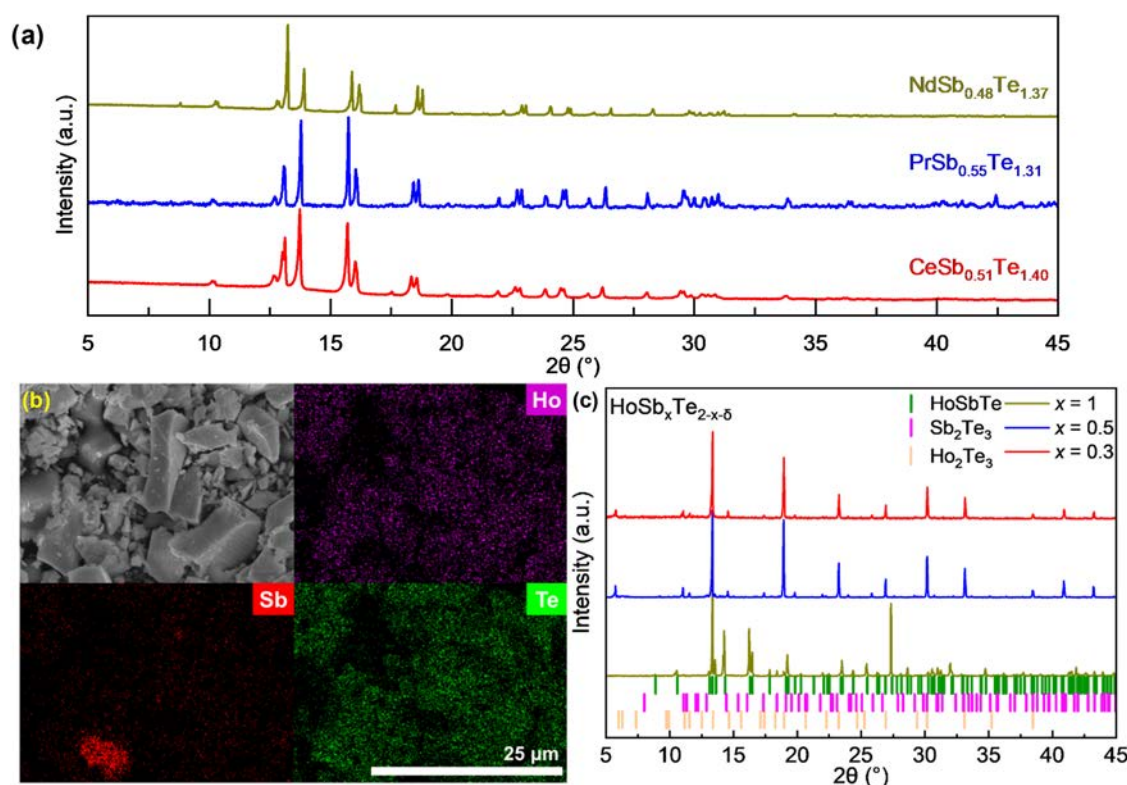 (a)
NdSb0.48Te1.37
PrSb0.55Te1.31
CeSb0.51Te1.40
Intensity (a.u.)
5 10 15 20 25 30 35 40 45
2θ (°)
(b)
Ho
Sb
Te
25 µm
(c)
HoSbxTe2-x-δ
HoSbTe
Sb2Te3
Ho2Te3
x = 1
x = 0.5
x = 0.3
Intensity (a.u.)
5 10 15 20 25 30 35 40 45
2θ (°)